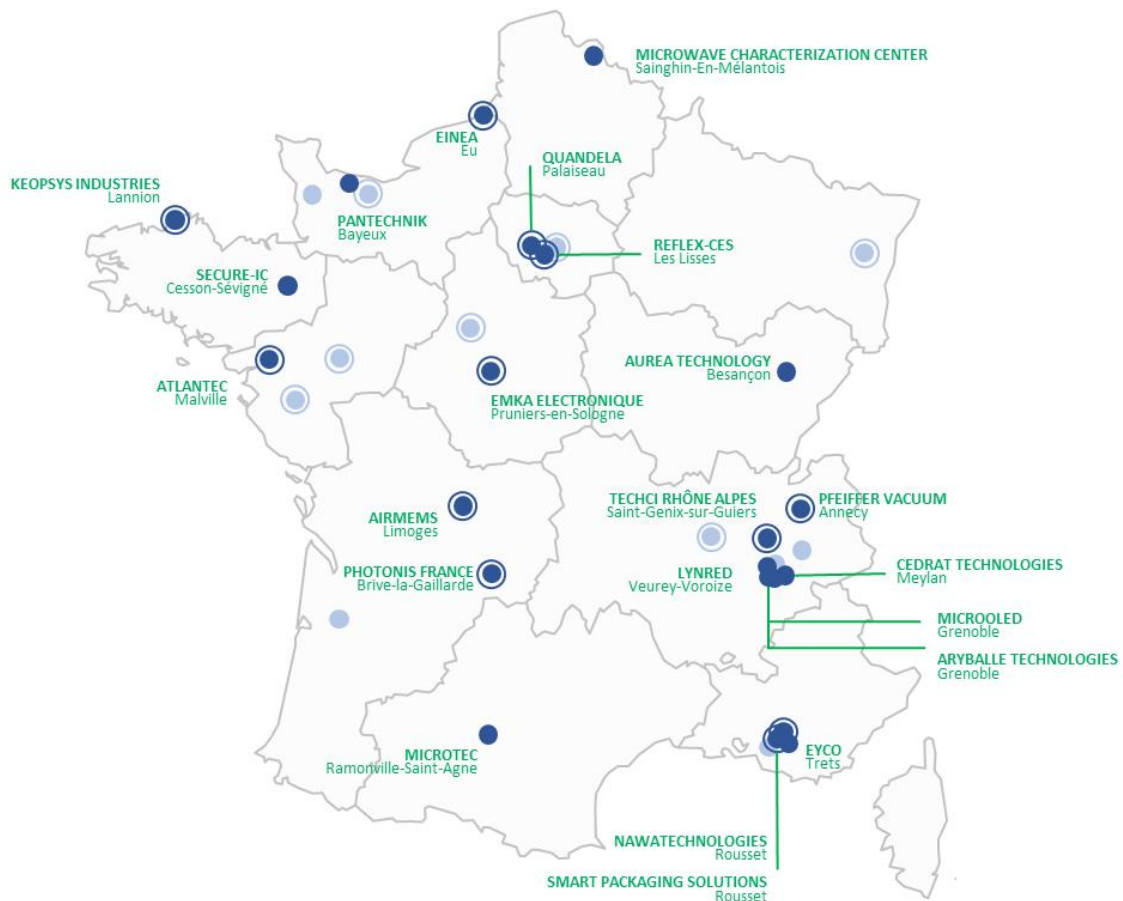 MICROWAVE CHARACTERIZATION CENTER
Sainghin-En-Mélantois
EINEA
Eu
QUANDELA
Palaiseau
KEOPSYS INDUSTRIES
Lannion
PANTECHNIK
Bayeux
REFLEX-CES
Les Lisses
SECURE-IC
Cesson-Sévigné
AUREA TECHNOLOGY
Besançon
ATLANTEC
Malville
EMKA ELECTRONIQUE
Pruniers-en-Sologne
TECHCI RHÔNE ALPES
Saint-Genix-sur-Guiers
PFEIFFER VACUUM
Annecy
AIRMEMS
Limoges
PHOTONIS FRANCE
Brive-la-Gaillarde
LYNRED
Veurey-Voroize
CEDRAT TECHNOLOGIES
Meylan
MICROOLED
Grenoble
ARYBALLE TECHNOLOGIES
Grenoble
MICROTEC
Ramonville-Saint-Agne
EYCO
Trets
NAWATECHNOLOGIES
Rousset
SMART PACKAGING SOLUTIONS
Rousset